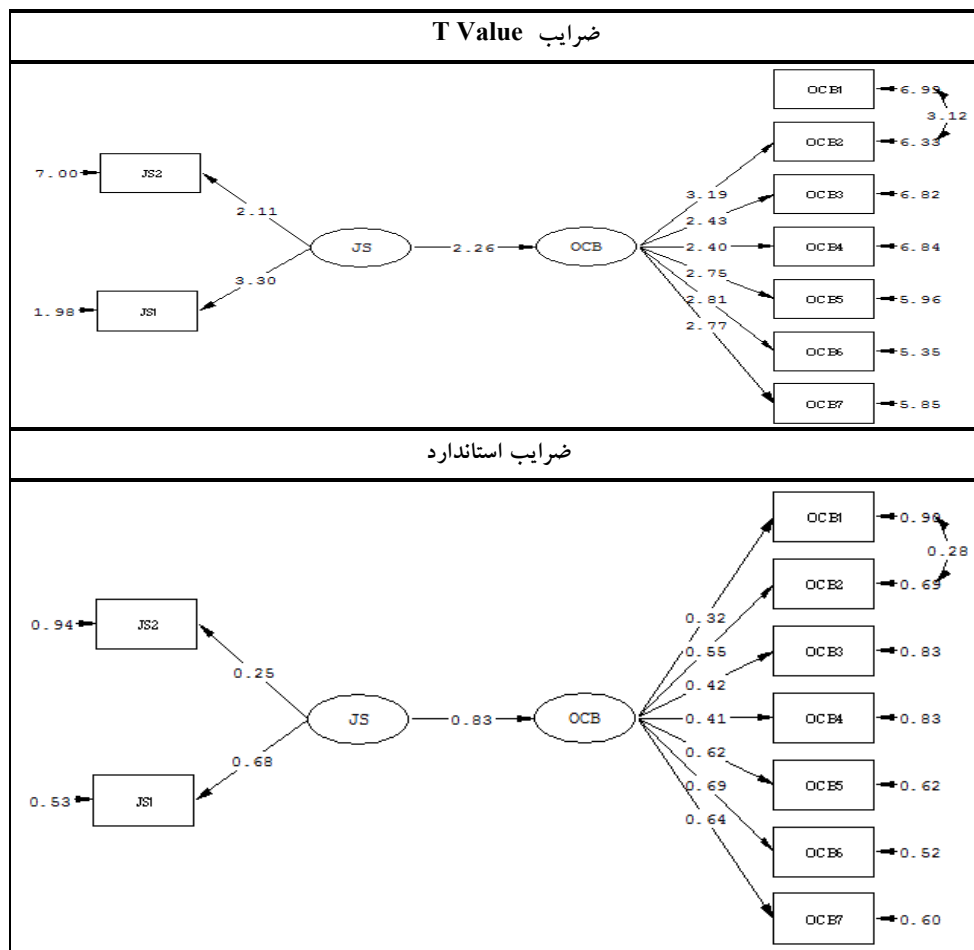 ضرایب T Value
OCB1 6.99
3.12
OCB2 6.33
7.00 JS2
3.19
OCB3 6.82
2.11
2.43
JS 2.26 OCB 2.40 OCB4 6.84
2.75
3.30
2.81
OCB5 5.96
1.98 JS1
2.77
OCB6 5.35
OCB7 5.85
ضرایب استاندارد
OCB1 0.90
0.28
OCB2 0.69
0.94 JS2
0.32
0.55
OCB3 0.83
0.25
0.42
JS 0.83 OCB 0.41 OCB4 0.83
0.62
0.68
0.69
OCB5 0.62
0.53 JS1
0.64
OCB6 0.52
OCB7 0.60